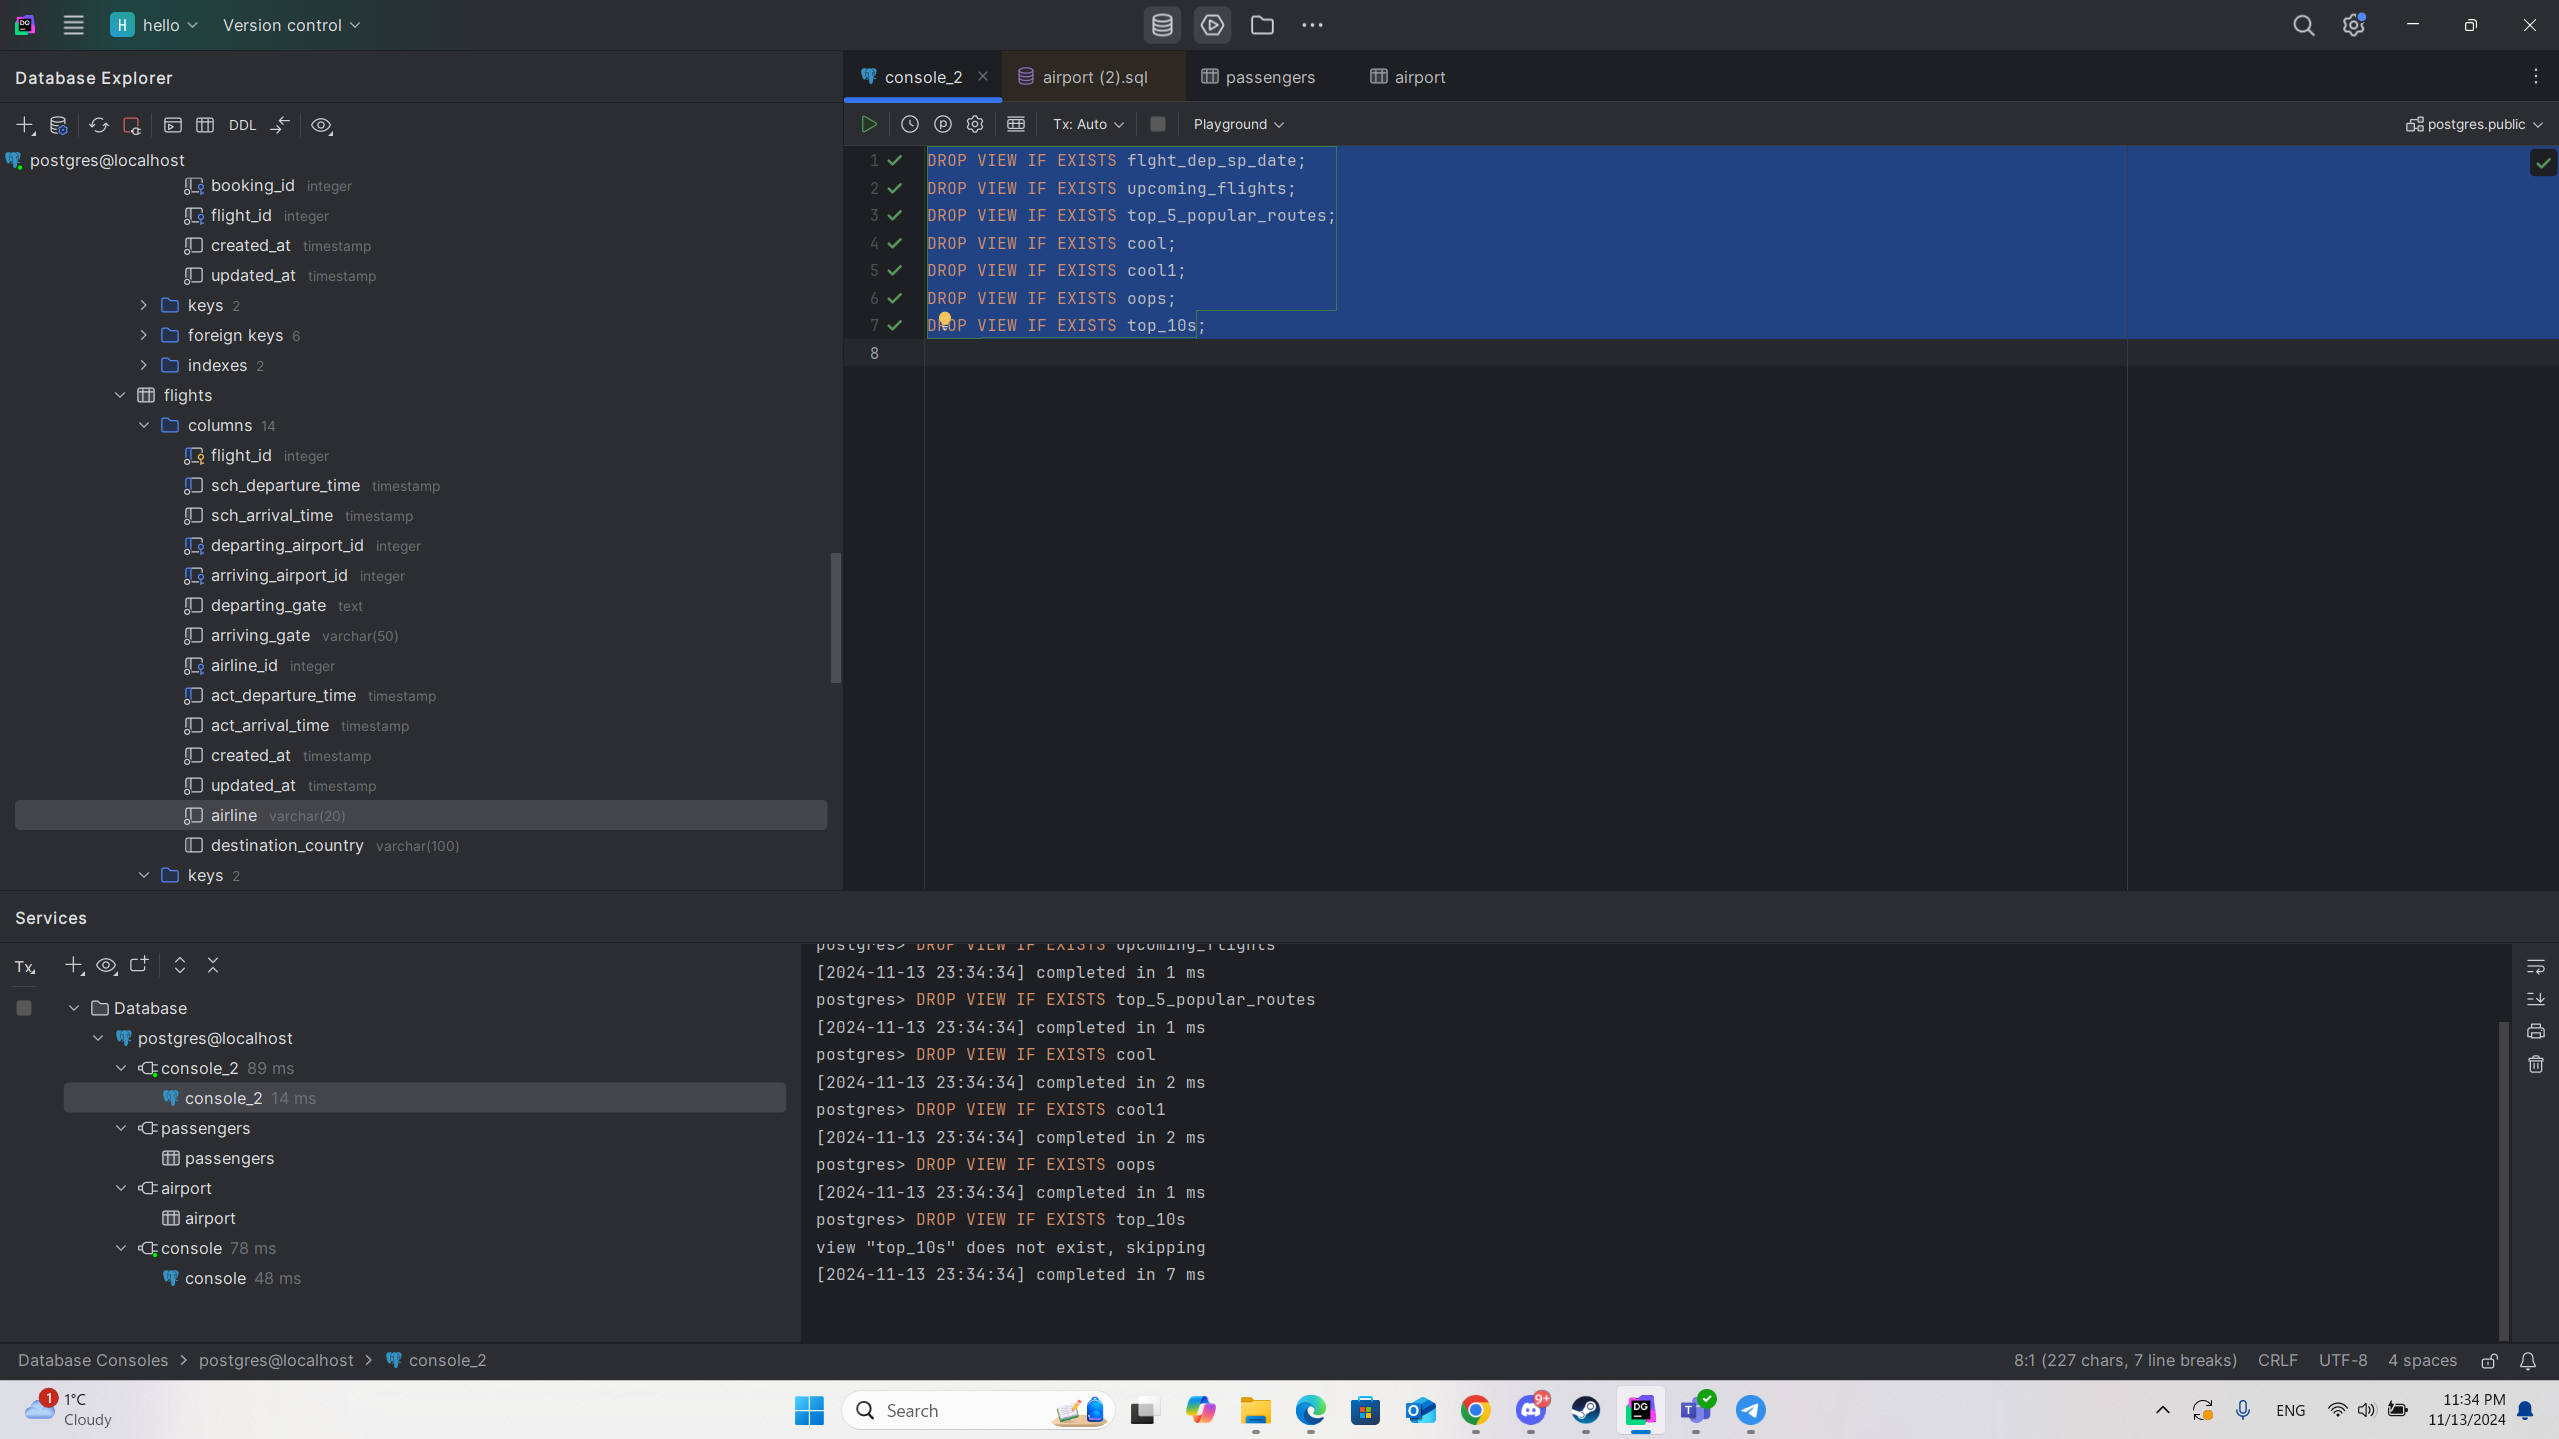 H hello Version control
Database Explorer
DDL
postgres@localhost
booking_id integer
flight_id integer
created_at timestamp
updated_at timestamp
keys 2
foreign keys 6
indexes 2
flights
columns 14
flight_id integer
sch_departure_time timestamp
sch_arrival_time timestamp
departing_airport_id integer
arriving_airport_id integer
departing_gate text
arriving_gate varchar(50)
airline_id integer
act_departure_time timestamp
act_arrival_time timestamp
created_at timestamp
updated_at timestamp
airline varchar(20)
destination_country varchar(100)
keys 2
console_2 airport (2).sql passengers airport
Tx: Auto Playground postgres.public
1 DROP VIEW IF EXISTS flght_dep_sp_date;
2 DROP VIEW IF EXISTS upcoming_flights;
3 DROP VIEW IF EXISTS top_5_popular_routes;
4 DROP VIEW IF EXISTS cool;
5 DROP VIEW IF EXISTS cool1;
6 DROP VIEW IF EXISTS oops;
7 DROP VIEW IF EXISTS top_10s;
8
Services
Tx
Database
postgres@localhost
console_2 89 ms
console_2 14 ms
passengers
passengers
airport
airport
console 78 ms
console 48 ms
postgres> DROP VIEW IF EXISTS upcoming_flights
[2024-11-13 23:34:34] completed in 1 ms
postgres> DROP VIEW IF EXISTS top_5_popular_routes
[2024-11-13 23:34:34] completed in 1 ms
postgres> DROP VIEW IF EXISTS cool
[2024-11-13 23:34:34] completed in 2 ms
postgres> DROP VIEW IF EXISTS cool1
[2024-11-13 23:34:34] completed in 2 ms
postgres> DROP VIEW IF EXISTS oops
[2024-11-13 23:34:34] completed in 1 ms
postgres> DROP VIEW IF EXISTS top_10s
view "top_10s" does not exist, skipping
[2024-11-13 23:34:34] completed in 7 ms
Database Consoles > postgres@localhost > console_2
8:1 (227 chars, 7 line breaks) CRLF UTF-8 4 spaces
1 1°C
Cloudy
Search
9+
DG
ENG
11:34 PM
11/13/2024